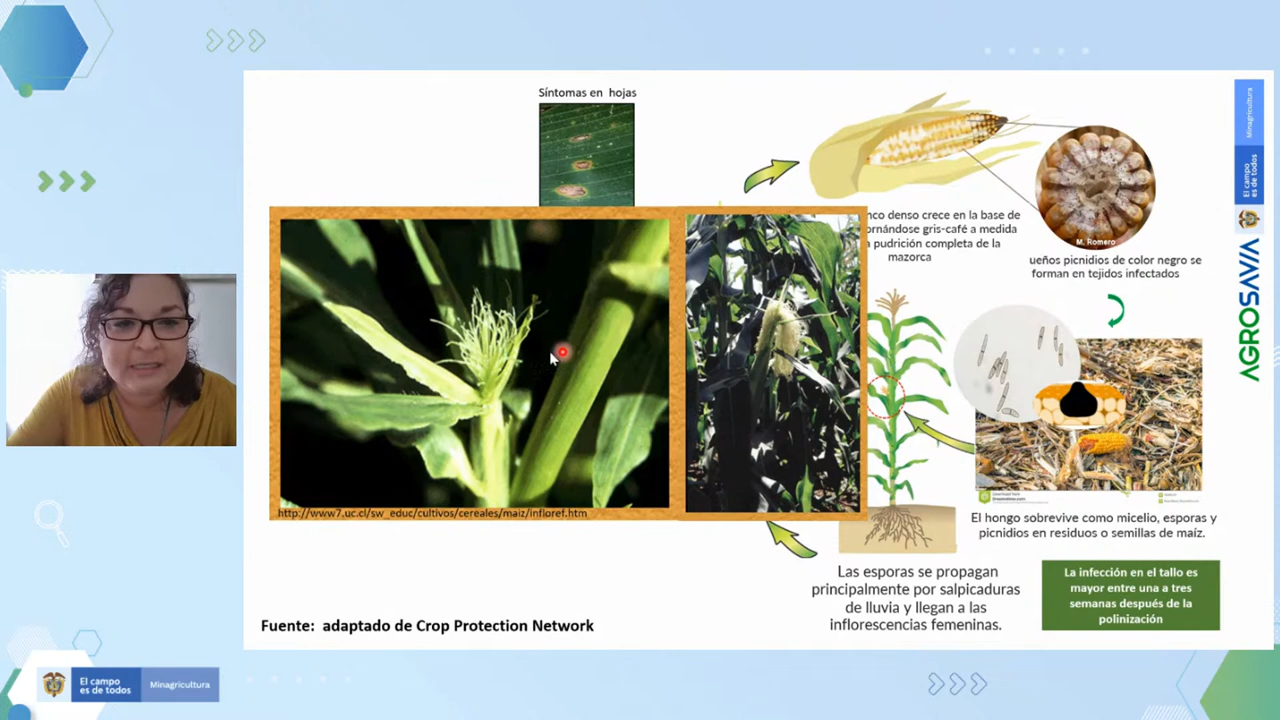 Síntomas en hojas
nco denso crece en la base de
ornándose gris-café a medida
pudrición completa de la
mazorca
M. Romero
ueños picnidios de color negro se
forman en tejidos infectados
El hongo sobrevive como micelio, esporas y
picnidios en residuos o semillas de maíz.
http://www7.uc.cl/sw_educ/cultivos/cereales/maiz/infloref.htm
Las esporas se propagan
principalmente por salpicaduras
de lluvia y llegan a las
inflorescencias femeninas.
La infección en el tallo es
mayor entre una a tres
semanas después de la
polinización
Fuente: adaptado de Crop Protection Network
Minagricultura
El campo
es de todos
AGROSAVIA
El campo
es de todos
Minagricultura